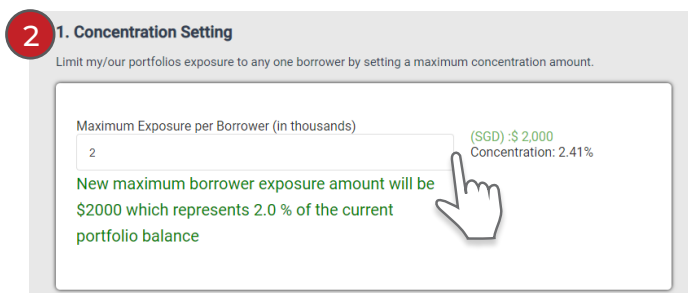 2
1. Concentration Setting
Limit my/our portfolios exposure to any one borrower by setting a maximum concentration amount.
Maximum Exposure per Borrower (in thousands)
2
(SGD) :$ 2,000
Concentration: 2.41%
New maximum borrower exposure amount will be
$2000 which represents 2.0 % of the current
portfolio balance